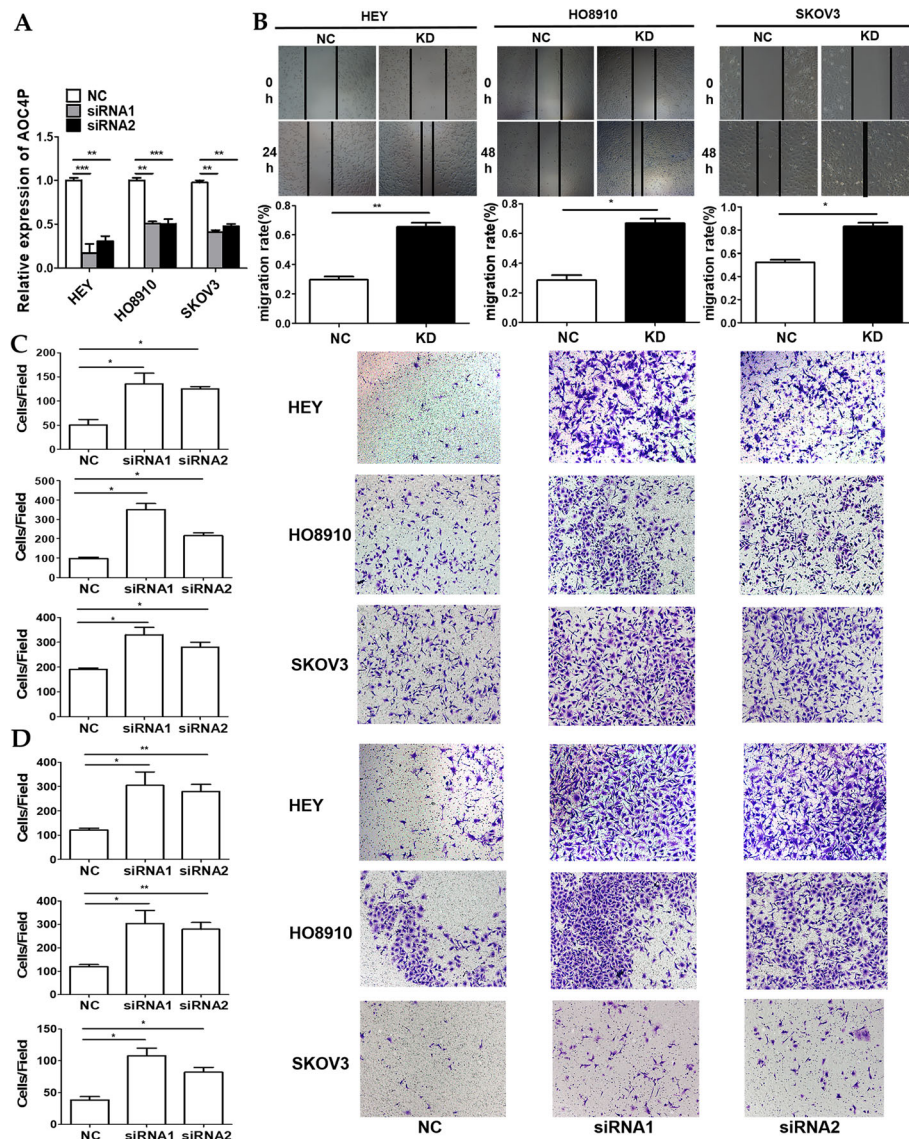 A
NC
siRNA1
siRNA2
Relative expression of AOC4P
1.5
1.0
0.5
0.0
*** **
** ***
** **
HEY
HO8910
SKOV3
B
HEY
HO8910
SKOV3
NC KD
NC KD
NC KD
0 h
0 h
0 h
24 h
48 h
48 h
migration rate(%)
0.8
0.6
0.4
0.2
0.0
**
NC KD
migration rate(%)
0.8
0.6
0.4
0.2
0.0
*
NC KD
migration rate(%)
1.0
0.8
0.6
0.4
0.2
0.0
*
NC KD
C
Cells/Field
200
150
100
50
0
*
*
NC siRNA1 siRNA2
HEY
Cells/Field
500
400
300
200
100
0
*
*
NC siRNA1 siRNA2
HO8910
Cells/Field
400
300
200
100
0
*
*
NC siRNA1 siRNA2
SKOV3
D
Cells/Field
400
300
200
100
0
**
*
NC siRNA1 siRNA2
HEY
Cells/Field
400
300
200
100
0
**
*
NC siRNA1 siRNA2
HO8910
Cells/Field
150
100
50
0
*
*
NC siRNA1 siRNA2
SKOV3
NC siRNA1 siRNA2